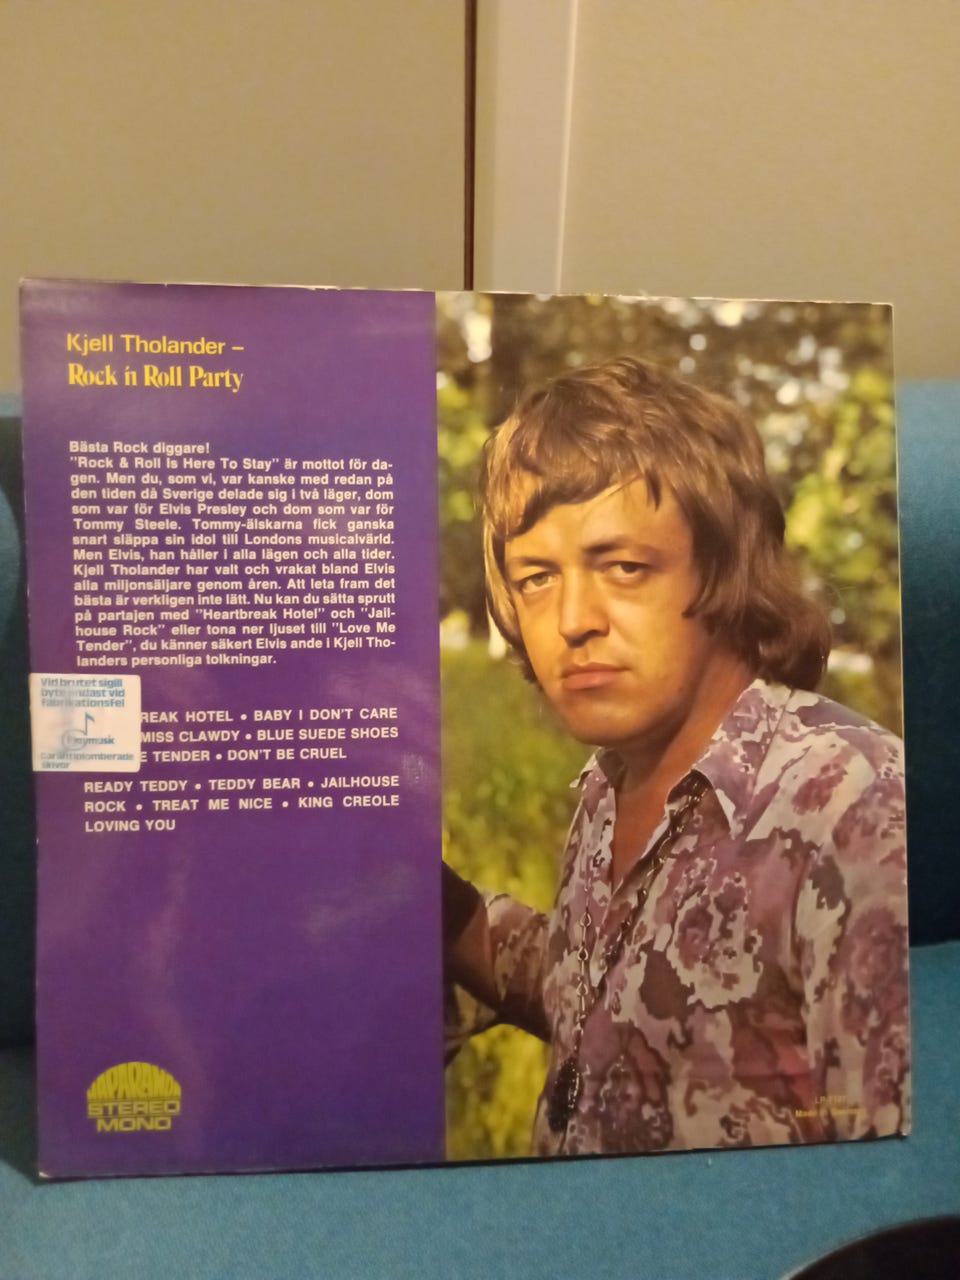 Kjell Tholander –
Rock 'n Roll Party
Bästa Rock diggare!
"Rock & Roll Is Here To Stay" är mottot för da-
gen. Men du, som vi, var kanske med redan på
den tiden då Sverige delade sig i två läger, dom
som var för Elvis Presley och dom som var för
Tommy Steele. Tommy-älskarna fick ganska
snart släppa sin idol till Londons musicalvärld.
Men Elvis, han håller i alla lägen och alla tider.
Kjell Tholander har valt och vrakat bland Elvis
alla miljonsäljare genom åren. Att leta fram det
bästa är verkligen inte lätt. Nu kan du sätta sprutt
på partajen med "Heartbreak Hotel" och "Jail-
house Rock" eller tona ner ljuset till "Love Me
Tender", du känner säkert Elvis ande i Kjell Tho-
landers personliga tolkningar.
Vid brutet sigill
byte endast vid
fabrikationsfel
BREAK HOTEL • BABY I DON'T CARE
MISS CLAWDY • BLUE SUEDE SHOES
E TENDER • DON'T BE CRUEL
READY TEDDY • TEDDY BEAR • JAILHOUSE
ROCK • TREAT ME NICE • KING CREOLE
LOVING YOU
STEREO
MONO
Made in